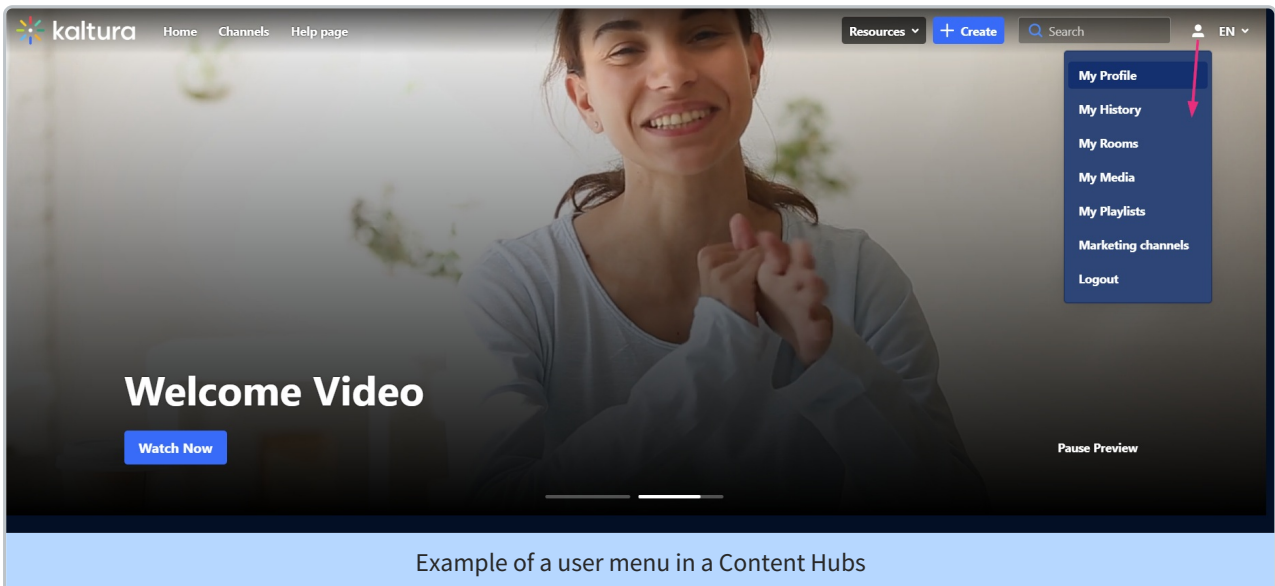 kaltura Home Channels Help page Resources + Create Search EN
My Profile
My History
My Rooms
My Media
My Playlists
Marketing channels
Logout
Welcome Video
Watch Now
Pause Preview
Example of a user menu in a Content Hubs